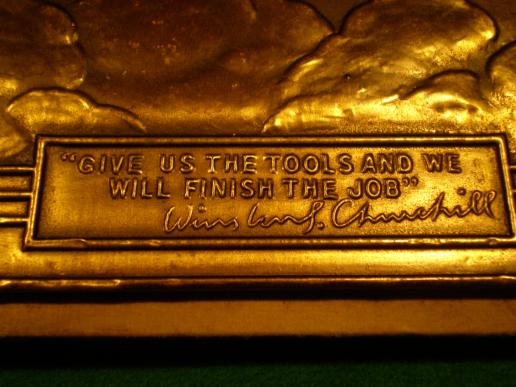 "GIVE US THE TOOLS AND WE
WILL FINISH THE JOB"
Winston S. Churchill